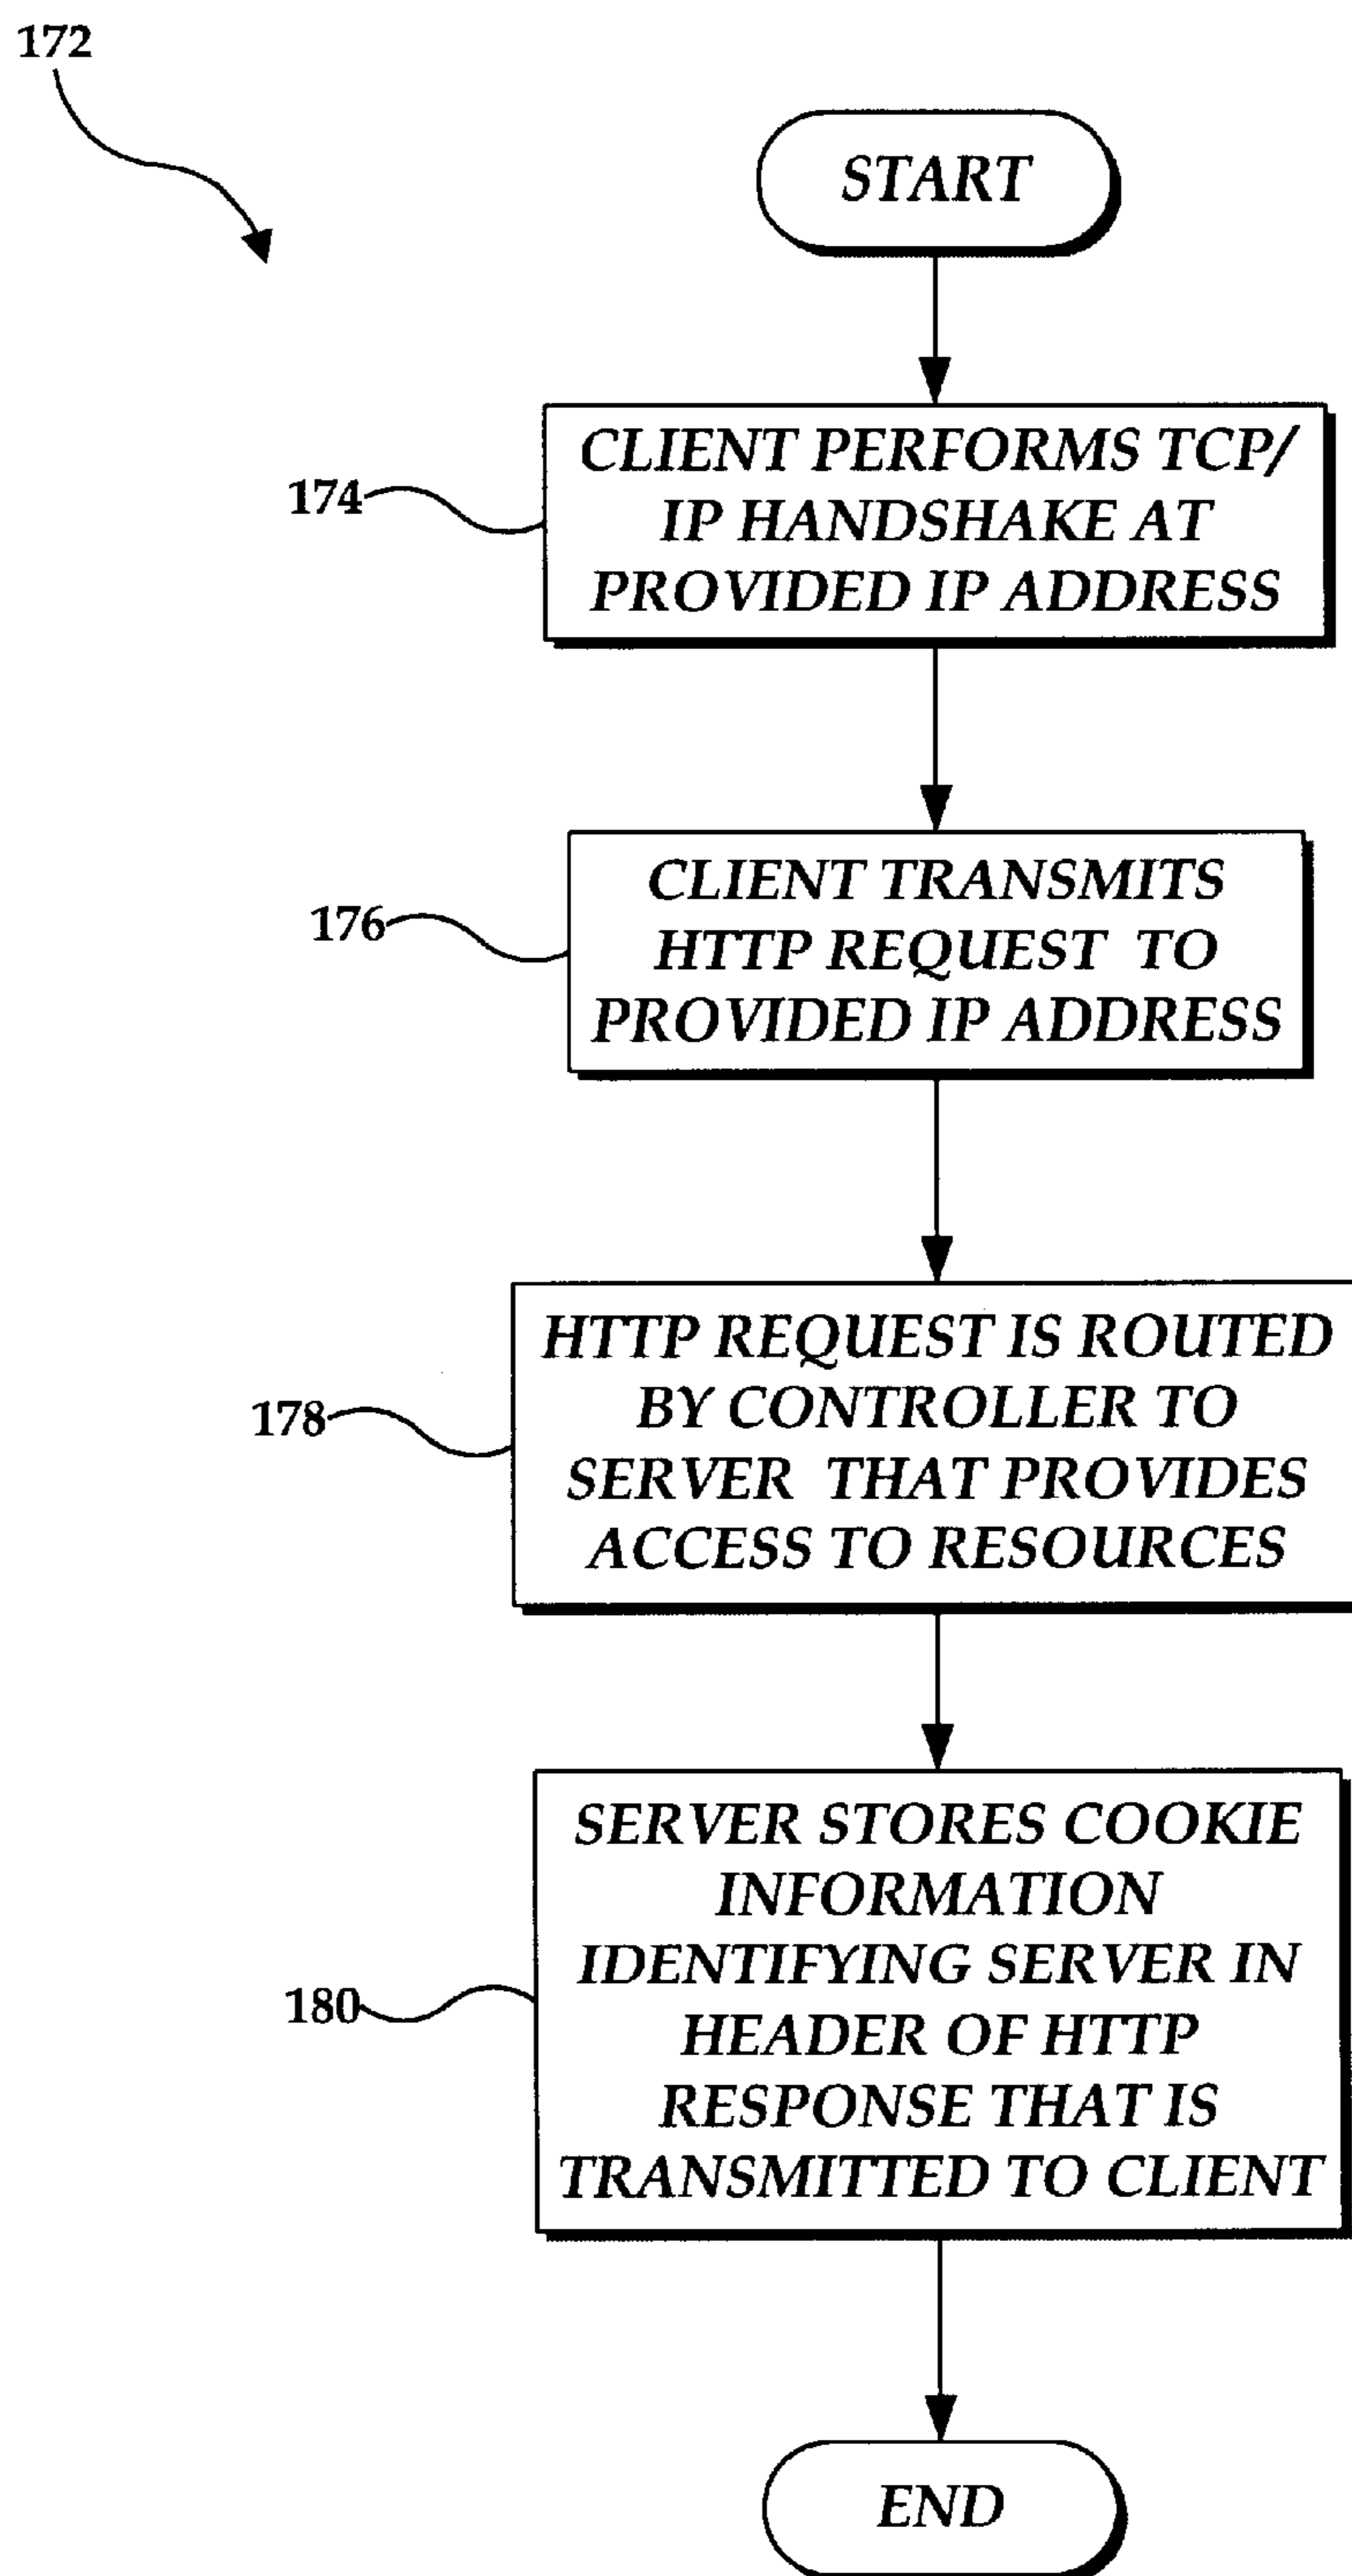 172
START
174
CLIENT PERFORMS TCP/
IP HANDSHAKE AT
PROVIDED IP ADDRESS
176
CLIENT TRANSMITS
HTTP REQUEST TO
PROVIDED IP ADDRESS
178
HTTP REQUEST IS ROUTED
BY CONTROLLER TO
SERVER THAT PROVIDES
ACCESS TO RESOURCES
180
SERVER STORES COOKIE
INFORMATION
IDENTIFYING SERVER IN
HEADER OF HTTP
RESPONSE THAT IS
TRANSMITTED TO CLIENT
END